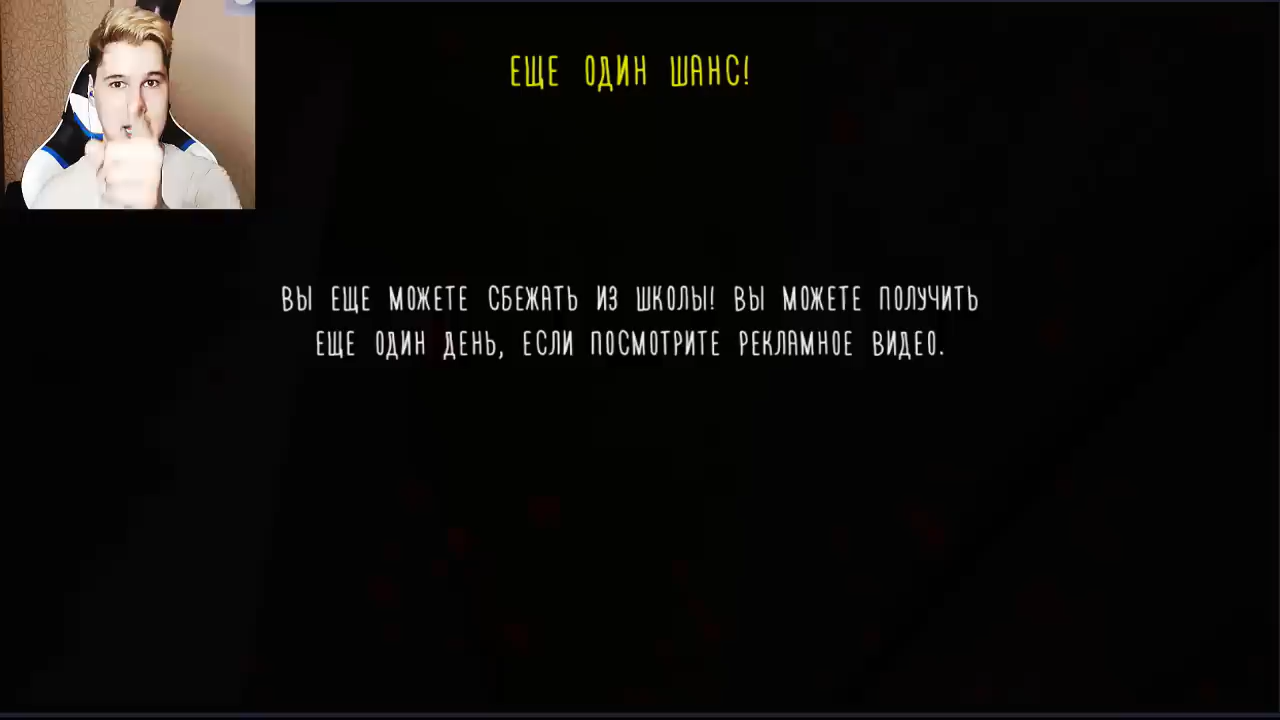 ЕЩЕ ОДИН ШАНС!
ВЫ ЕЩЕ МОЖЕТЕ СБЕЖАТЬ ИЗ ШКОЛЫ! ВЫ МОЖЕТЕ ПОЛУЧИТЬ
ЕЩЕ ОДИН ДЕНЬ, ЕСЛИ ПОСМОТРИТЕ РЕКЛАМНОЕ ВИДЕО.